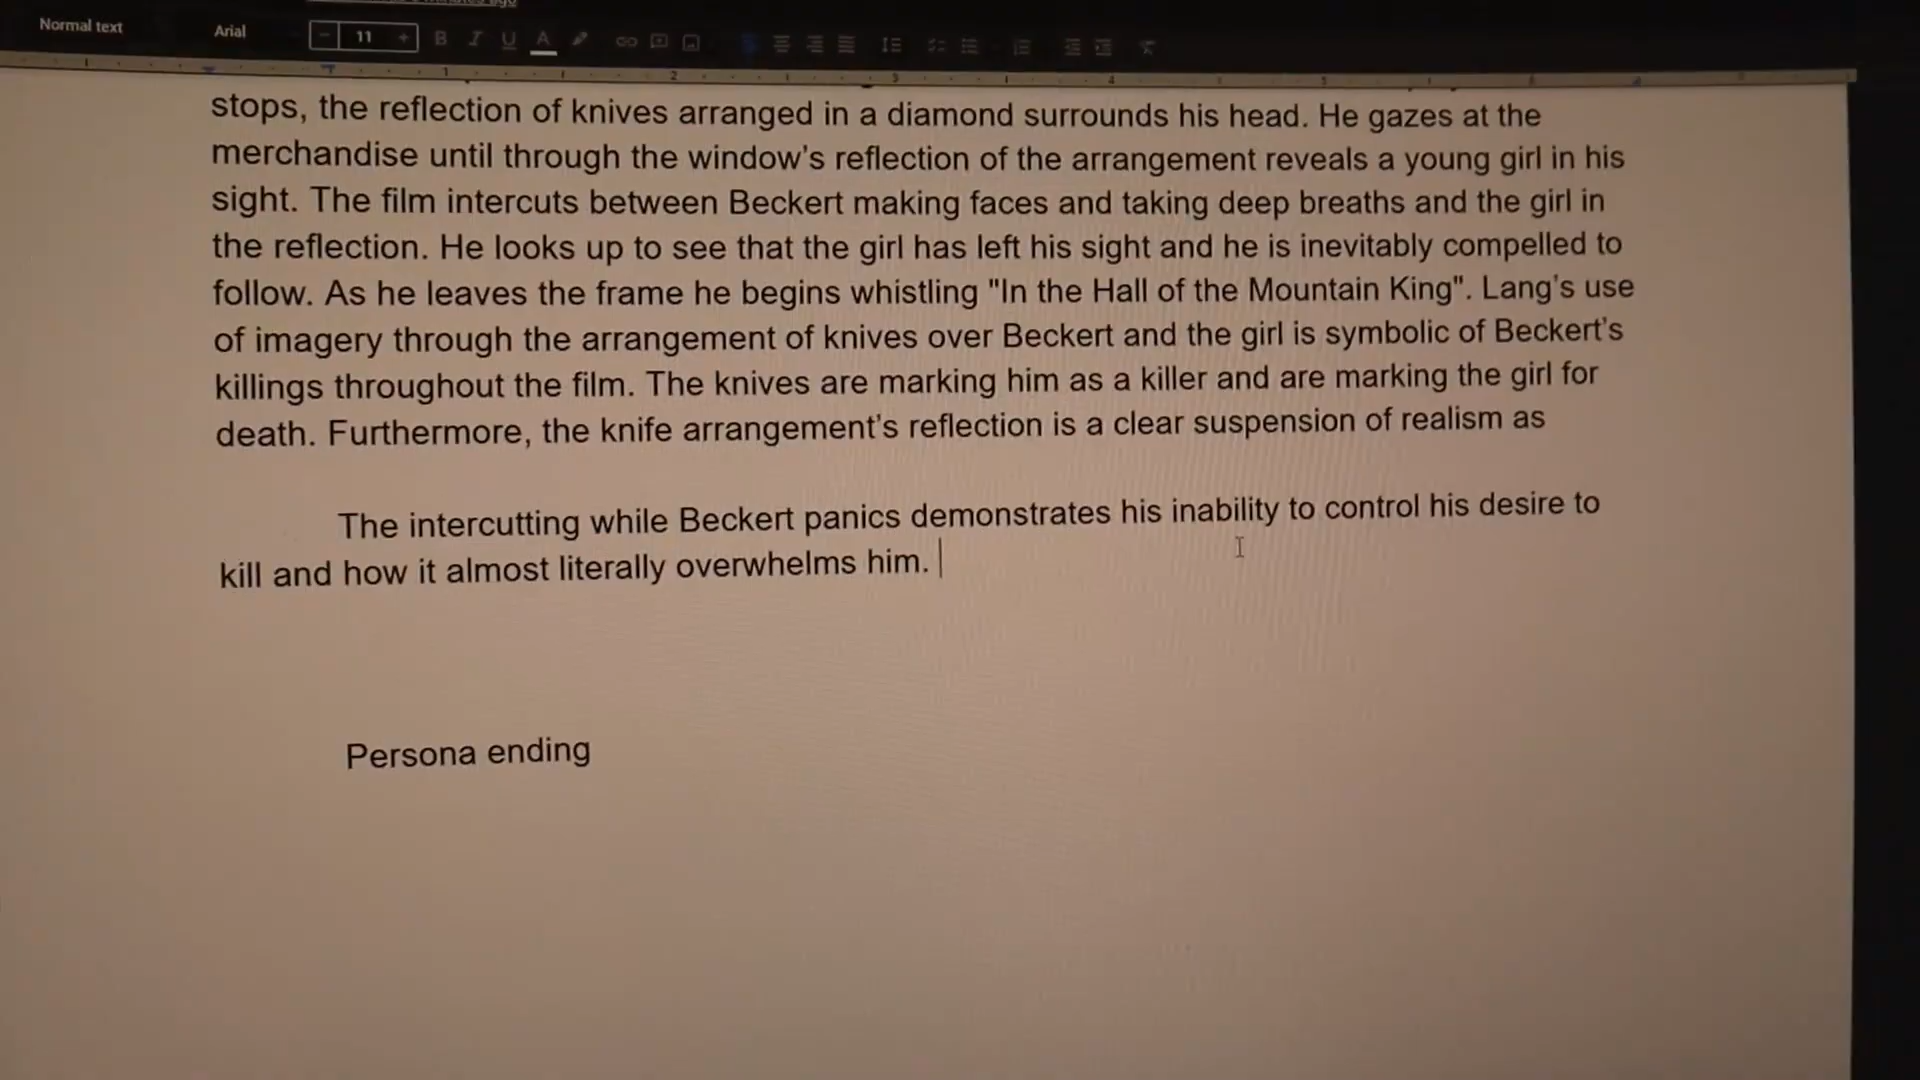 Normal text Arial 11
1 2 3 4 5
stops, the reflection of knives arranged in a diamond surrounds his head. He gazes at the
merchandise until through the window's reflection of the arrangement reveals a young girl in his
sight. The film intercuts between Beckert making faces and taking deep breaths and the girl in
the reflection. He looks up to see that the girl has left his sight and he is inevitably compelled to
follow. As he leaves the frame he begins whistling "In the Hall of the Mountain King". Lang's use
of imagery through the arrangement of knives over Beckert and the girl is symbolic of Beckert's
killings throughout the film. The knives are marking him as a killer and are marking the girl for
death. Furthermore, the knife arrangement's reflection is a clear suspension of realism as
The intercutting while Beckert panics demonstrates his inability to control his desire to
kill and how it almost literally overwhelms him.
Persona ending